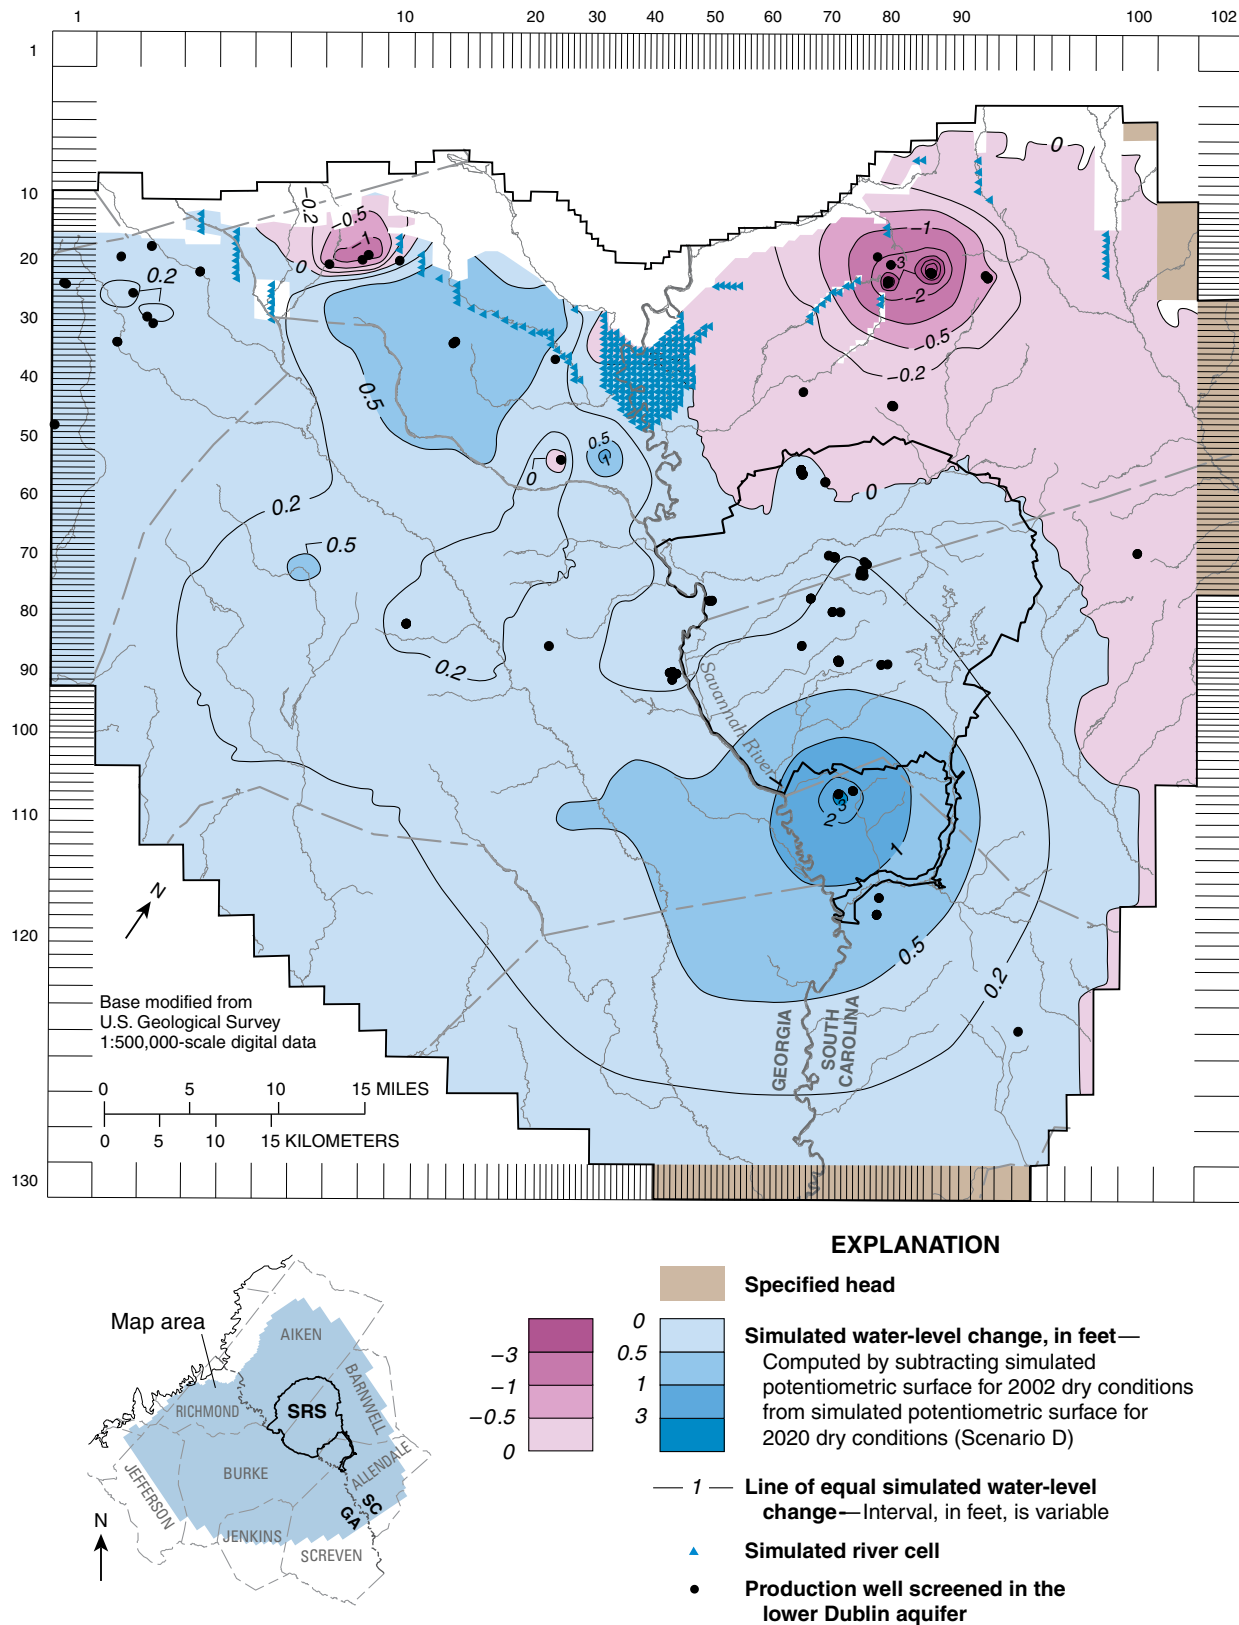 1 10 20 30 40 50 60 70 80 90 100 102
1
10
20
30
40
50
60
70
80
90
100
110
120
130
0
−0.2
−0.5
−1
0
0.2
−1
3
−2
−0.5
−0.2
0.5
0.5
1
0
0
0.2
0.5
0.2
Savannah River
3
2
1
0.5
0.2
GEORGIA
SOUTH
CAROLINA
N
Base modified from
U.S. Geological Survey
1:500,000-scale digital data
0 5 10 15 MILES
0 5 10 15 KILOMETERS
EXPLANATION
Specified head
−3
−1
−0.5
0
0
0.5
1
3
Simulated water-level change, in feet—
Computed by subtracting simulated
potentiometric surface for 2002 dry conditions
from simulated potentiometric surface for
2020 dry conditions (Scenario D)
1 Line of equal simulated water-level
change—Interval, in feet, is variable
Simulated river cell
Production well screened in the
lower Dublin aquifer
Map area
AIKEN
BARNWELL
RICHMOND
SRS
ALLENDALE
BURKE
JEFFERSON
SC
GA
JENKINS
SCREVEN
N